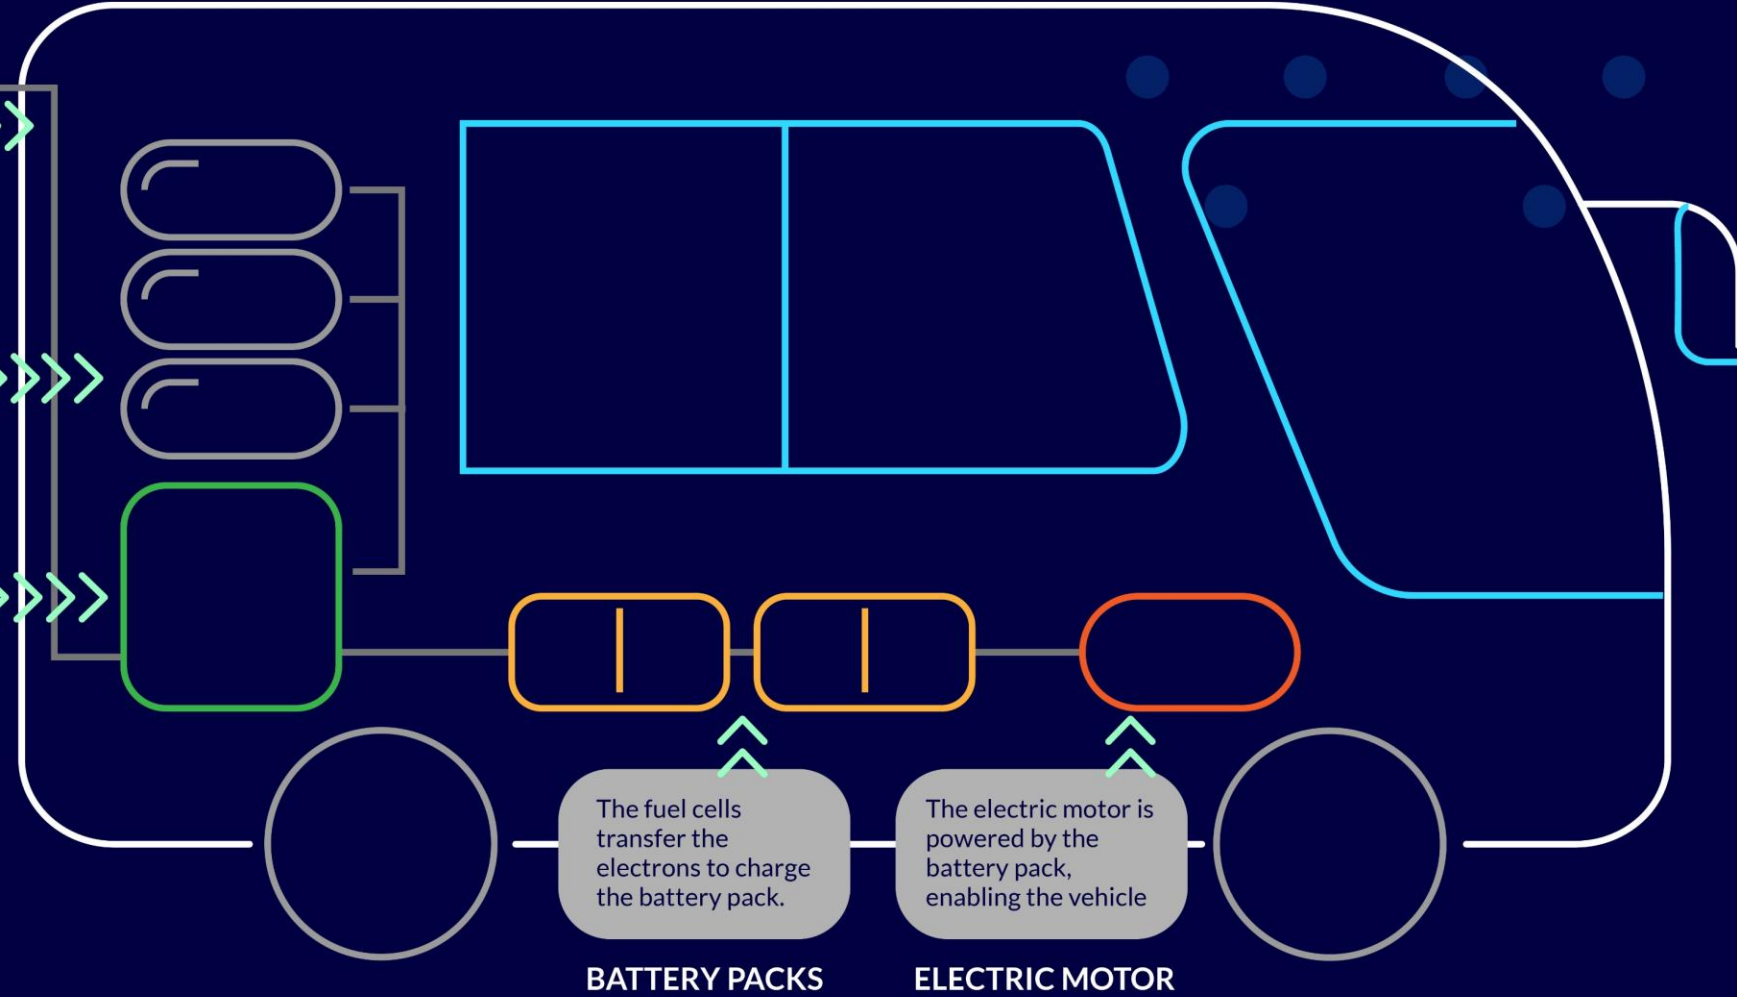 The fuel cells
transfer the
electrons to charge
the battery pack.
The electric motor is
powered by the
battery pack,
enabling the vehicle
BATTERY PACKS
ELECTRIC MOTOR